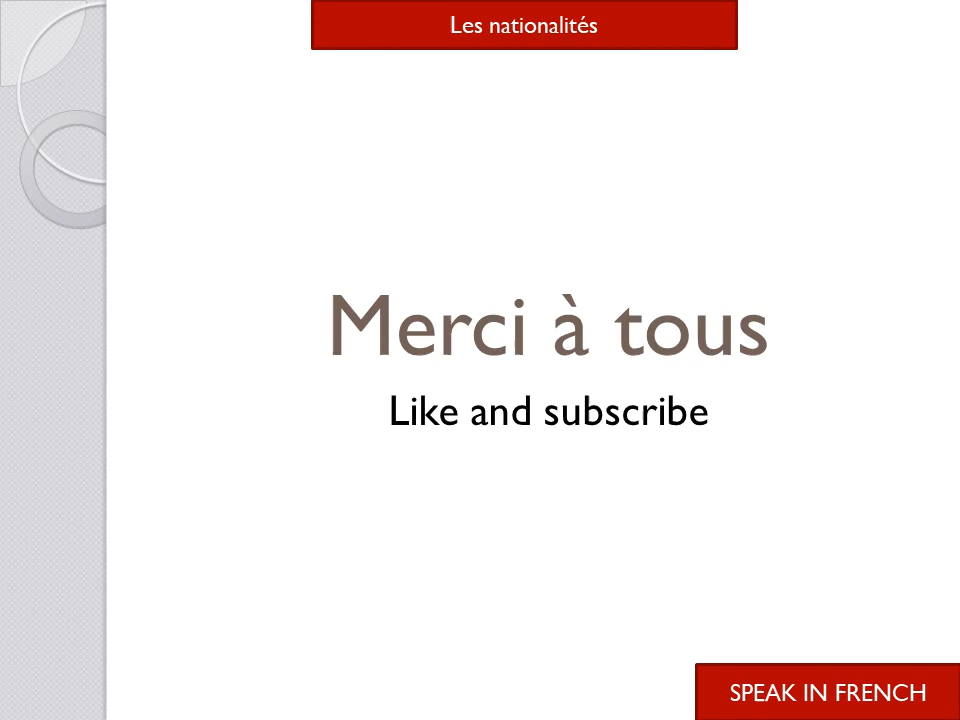 Les nationalités
Merci à tous
Like and subscribe
SPEAK IN FRENCH